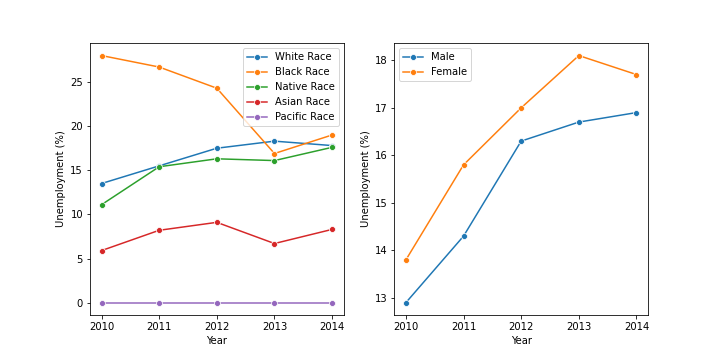 White Race
Black Race
Native Race
Asian Race
Pacific Race
25
20
15
10
5
0
Unemployment (%)
2010 2011 2012 2013 2014
Year
Male
Female
18
17
16
15
14
13
Unemployment (%)
2010 2011 2012 2013 2014
Year